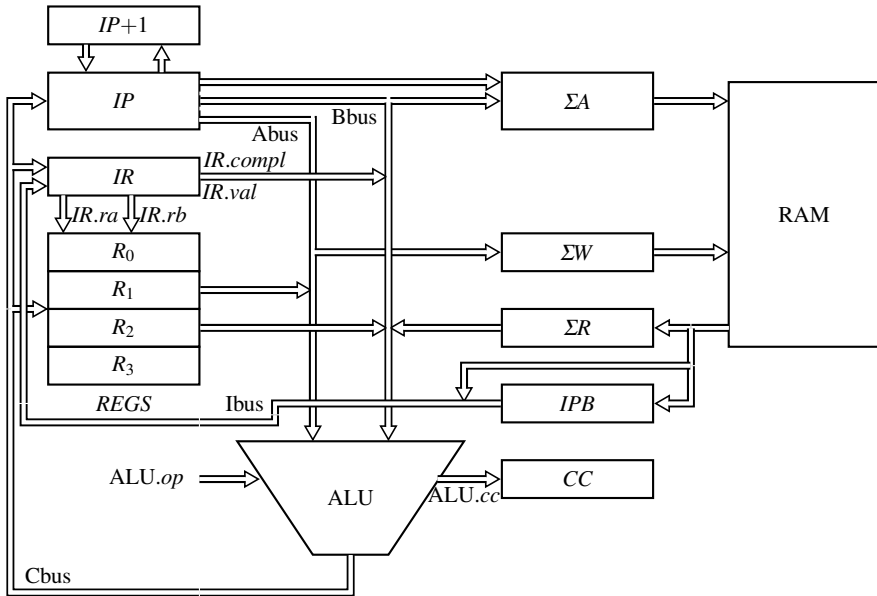 IP+1
IP
ΣA
Bbus
Abus
IR.compl
IR
IR.val
RAM
IR.ra
IR.rb
R₀
ΣW
R₁
R₂
ΣR
R₃
REGS
Ibus
IPB
ALU.op
ALU
ALU.cc
CC
Cbus